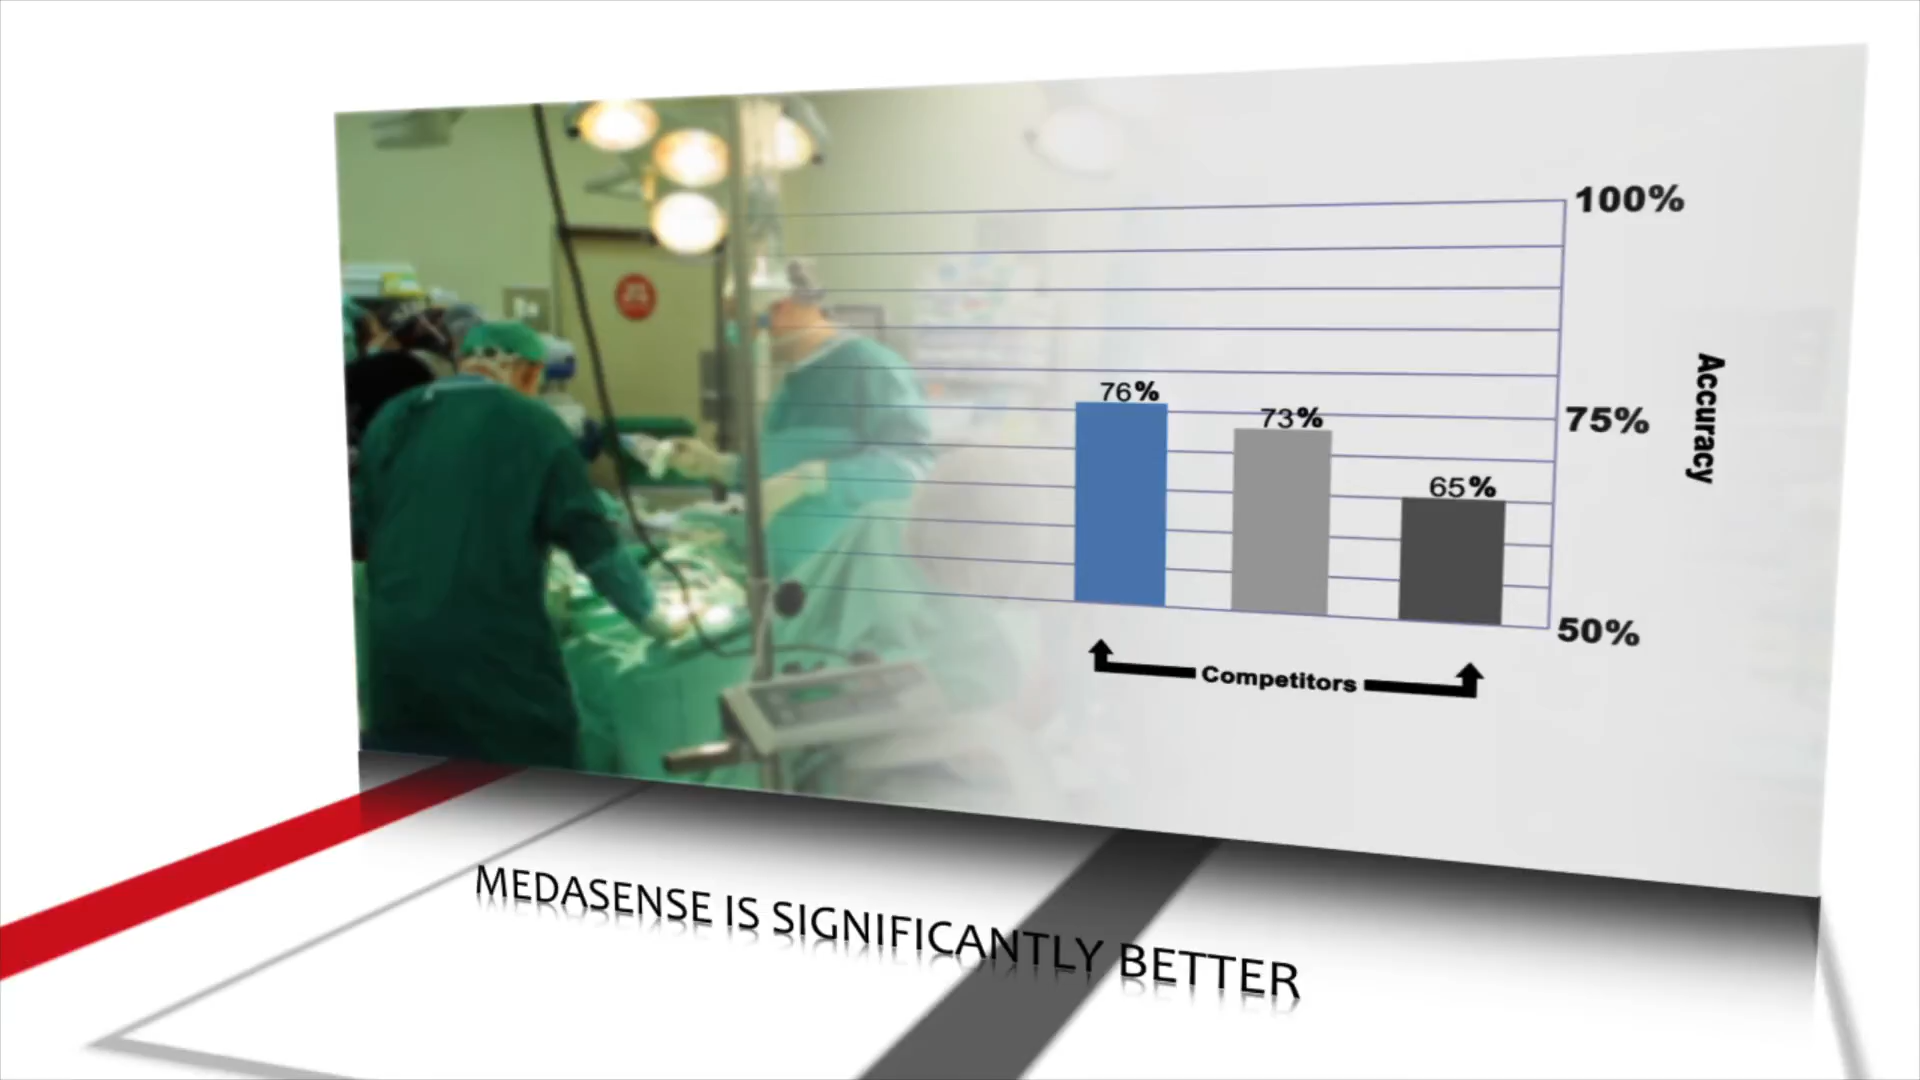 100%
76%
73%
75%
65%
Accuracy
50%
Competitors
MEDASENSE IS SIGNIFICANTLY BETTER